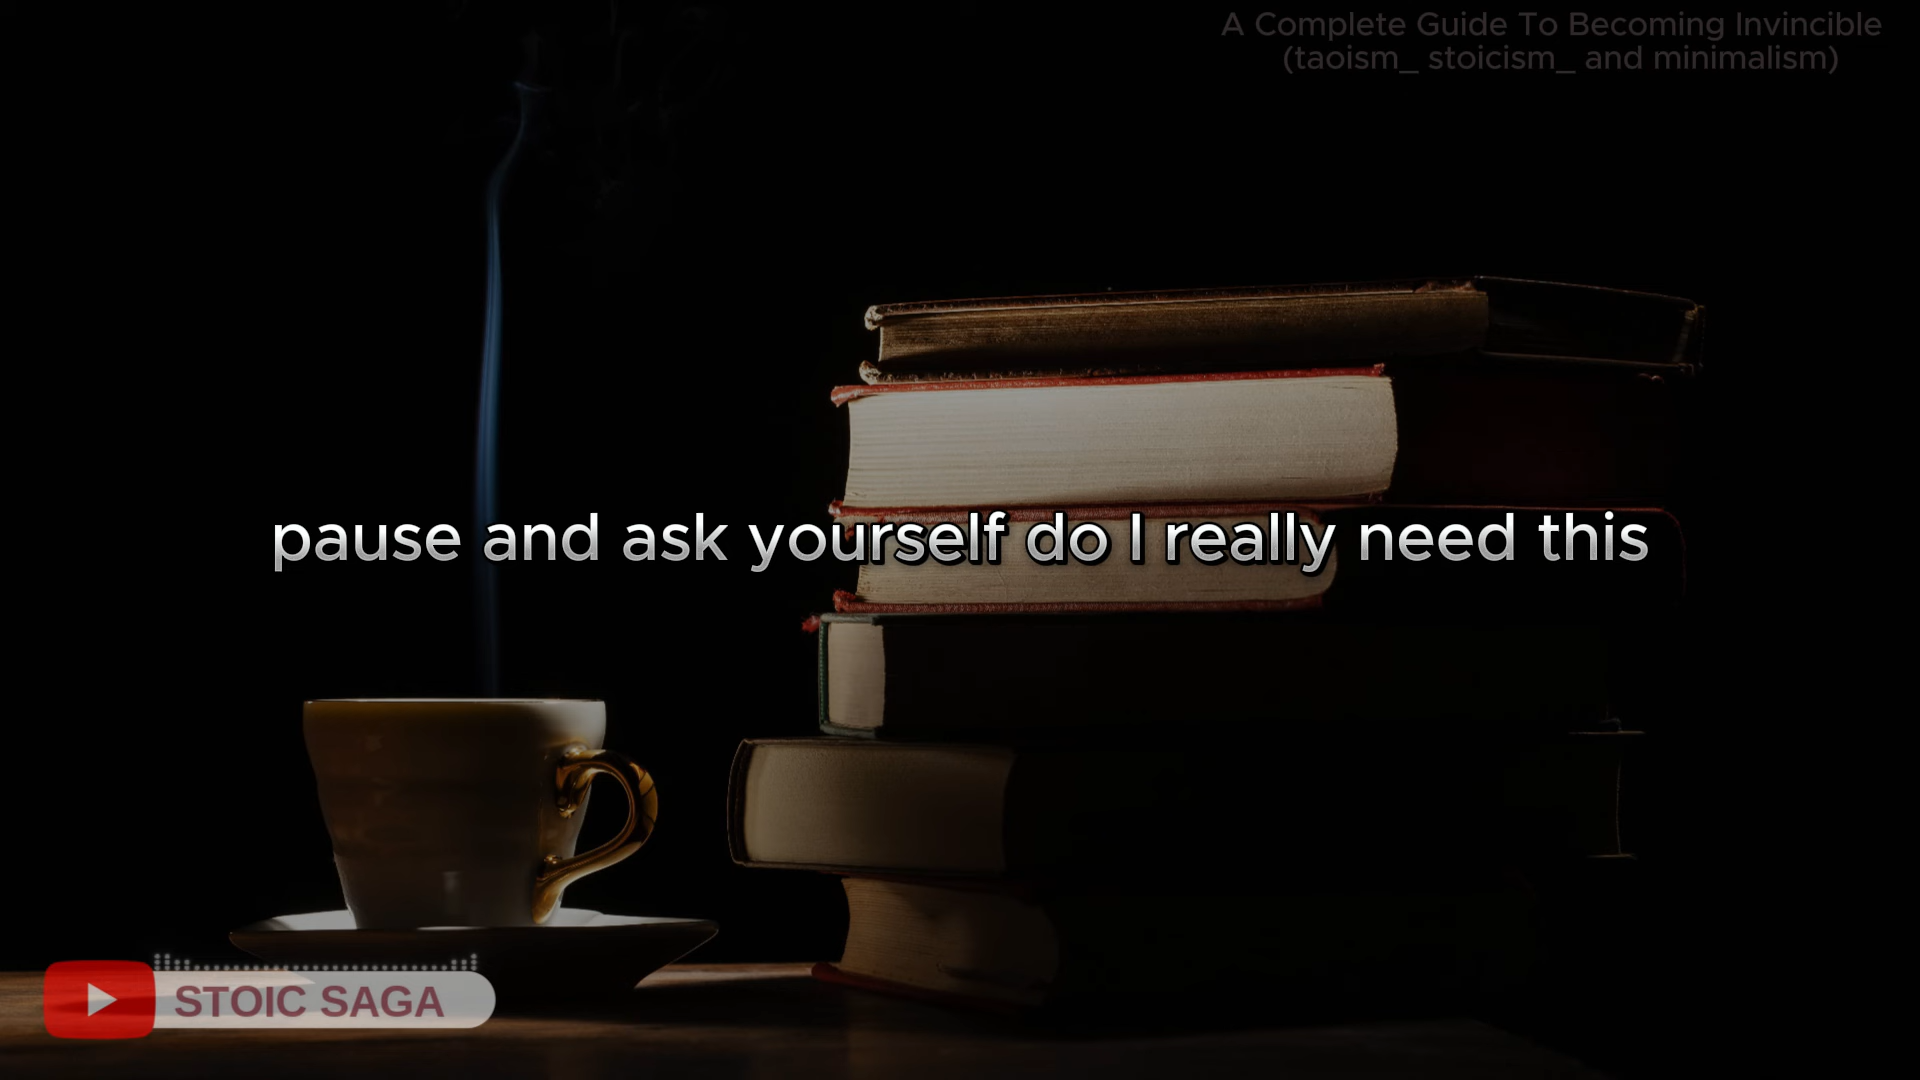 A Complete Guide To Becoming Invincible
(taoism_ stoicism_ and minimalism)
pause and ask yourself do I really need this
STOIC SAGA